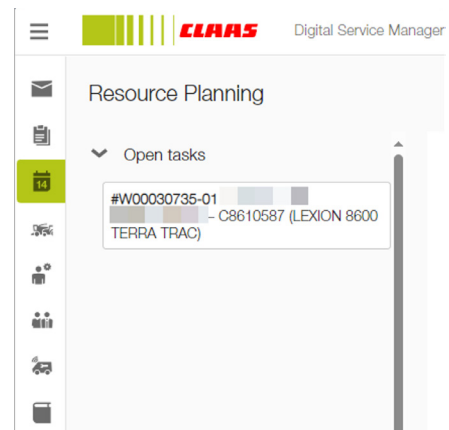 CLAAS Digital Service Manager
Resource Planning
Open tasks
14
#W00030735-01
– C8610587 (LEXION 8600
TERRA TRAC)